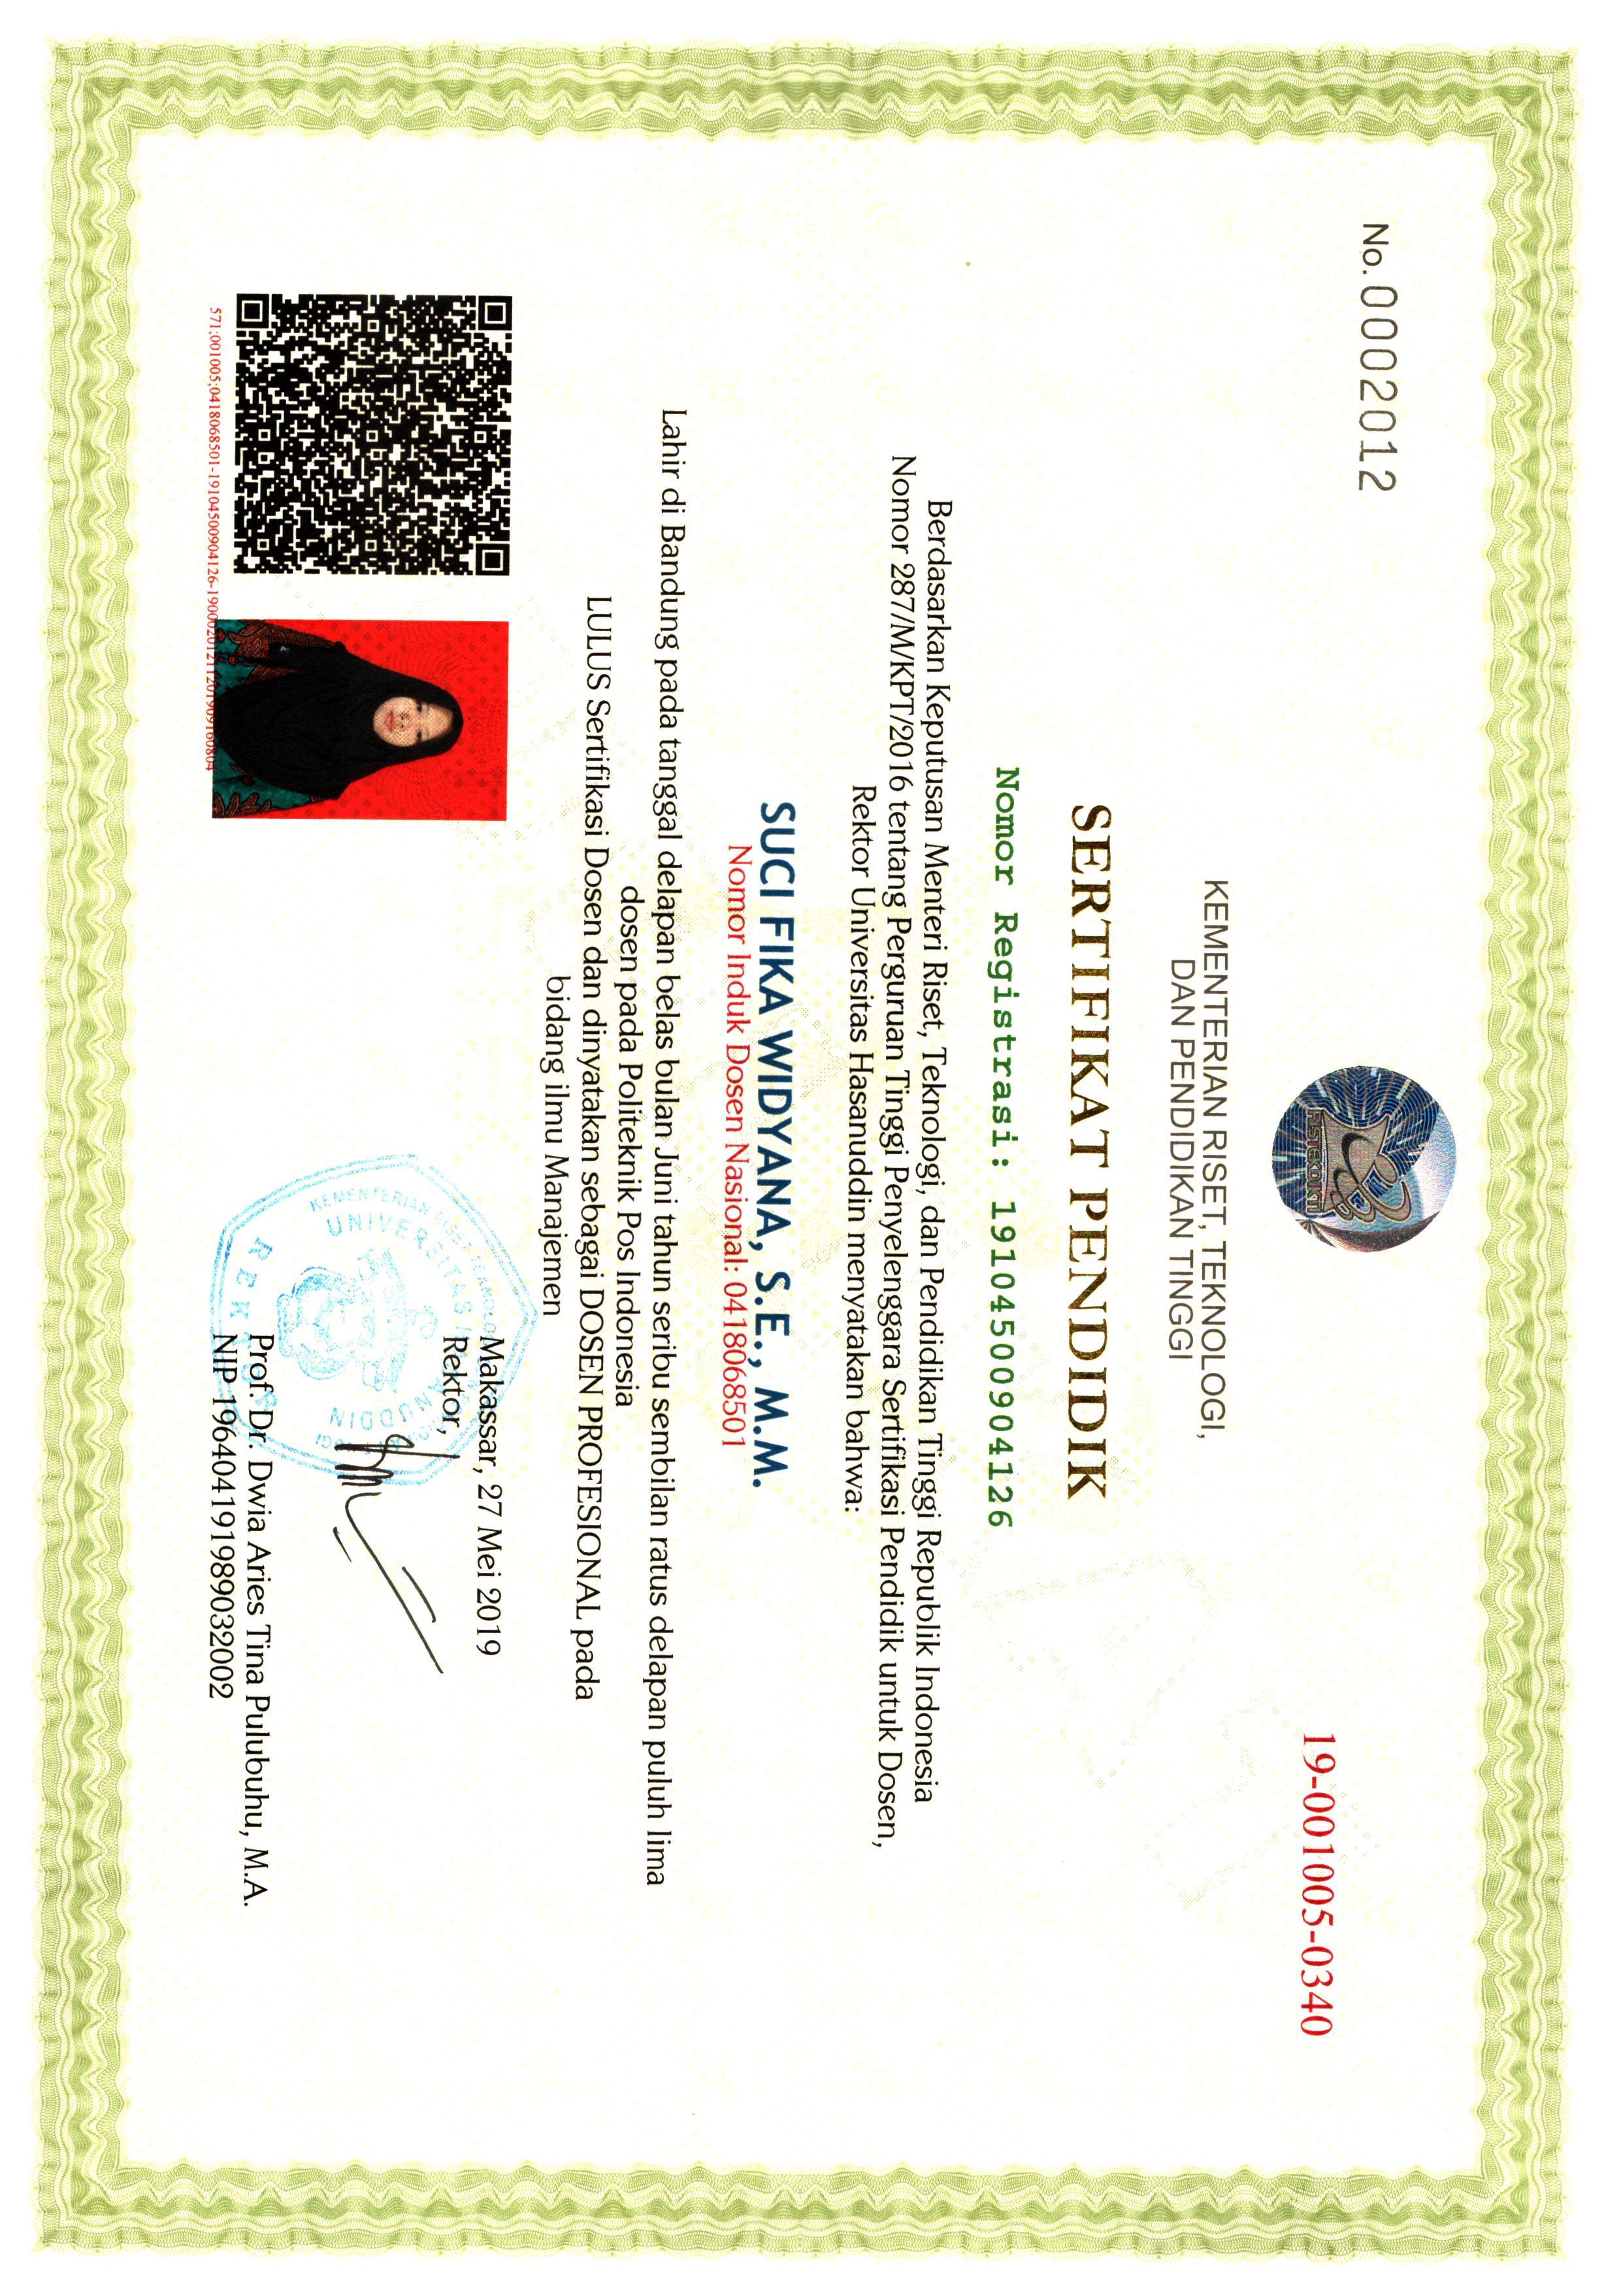 No. 0002012
RISTEKDIKTI
19-001005-0340
KEMENTERIAN RISET, TEKNOLOGI,
DAN PENDIDIKAN TINGGI
SERTIFIKAT PENDIDIK
Nomor Registrasi: 19104500904126
Berdasarkan Keputusan Menteri Riset, Teknologi, dan Pendidikan Tinggi Republik Indonesia
Nomor 287/M/KPT/2016 tentang Perguruan Tinggi Penyelenggara Sertifikasi Pendidik untuk Dosen,
Rektor Universitas Hasanuddin menyatakan bahwa:
SUCI FIKA WIDYANA, S.E., M.M.
Nomor Induk Dosen Nasional: 0418068501
Lahir di Bandung pada tanggal delapan belas bulan Juni tahun seribu sembilan ratus delapan puluh lima
dosen pada Politeknik Pos Indonesia
LULUS Sertifikasi Dosen dan dinyatakan sebagai DOSEN PROFESIONAL pada
bidang ilmu Manajemen
Makassar, 27 Mei 2019
Rektor,
UNIVERSITAS HASANUDDIN
REKTOR
Prof. Dr. Dwia Aries Tina Pulubuhu, M.A.
NIP 196404191989032002
571;001005;0418068501-19104500904126-19000201211201909160804